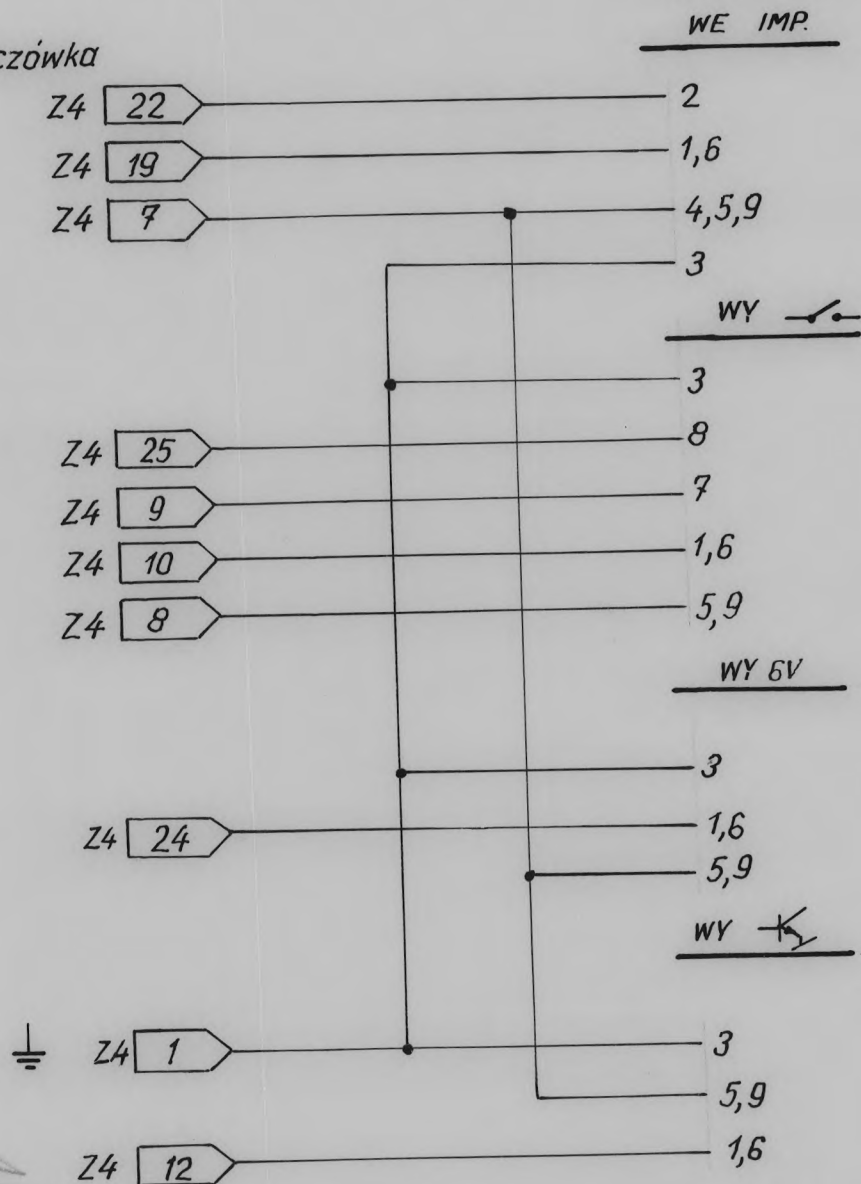 WE IMP.
Z4 22 2
Z4 19 1,6
Z4 7 4,5,9
3
WY
3
Z4 25 8
Z4 9 7
Z4 10 1,6
Z4 8 5,9
WY 6V
3
Z4 24 1,6
5,9
WY
Z4 1 3
5,9
Z4 12 1,6